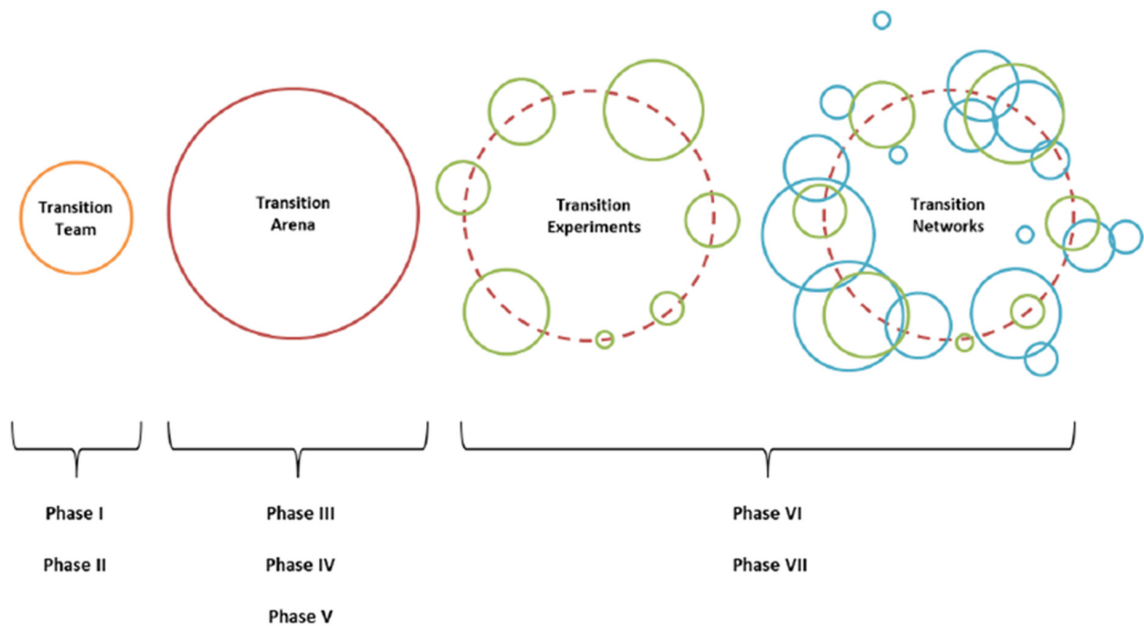 Transition
Team
Transition
Arena
Transition
Experiments
Transition
Networks
Phase I
Phase II
Phase III
Phase IV
Phase V
Phase VI
Phase VII